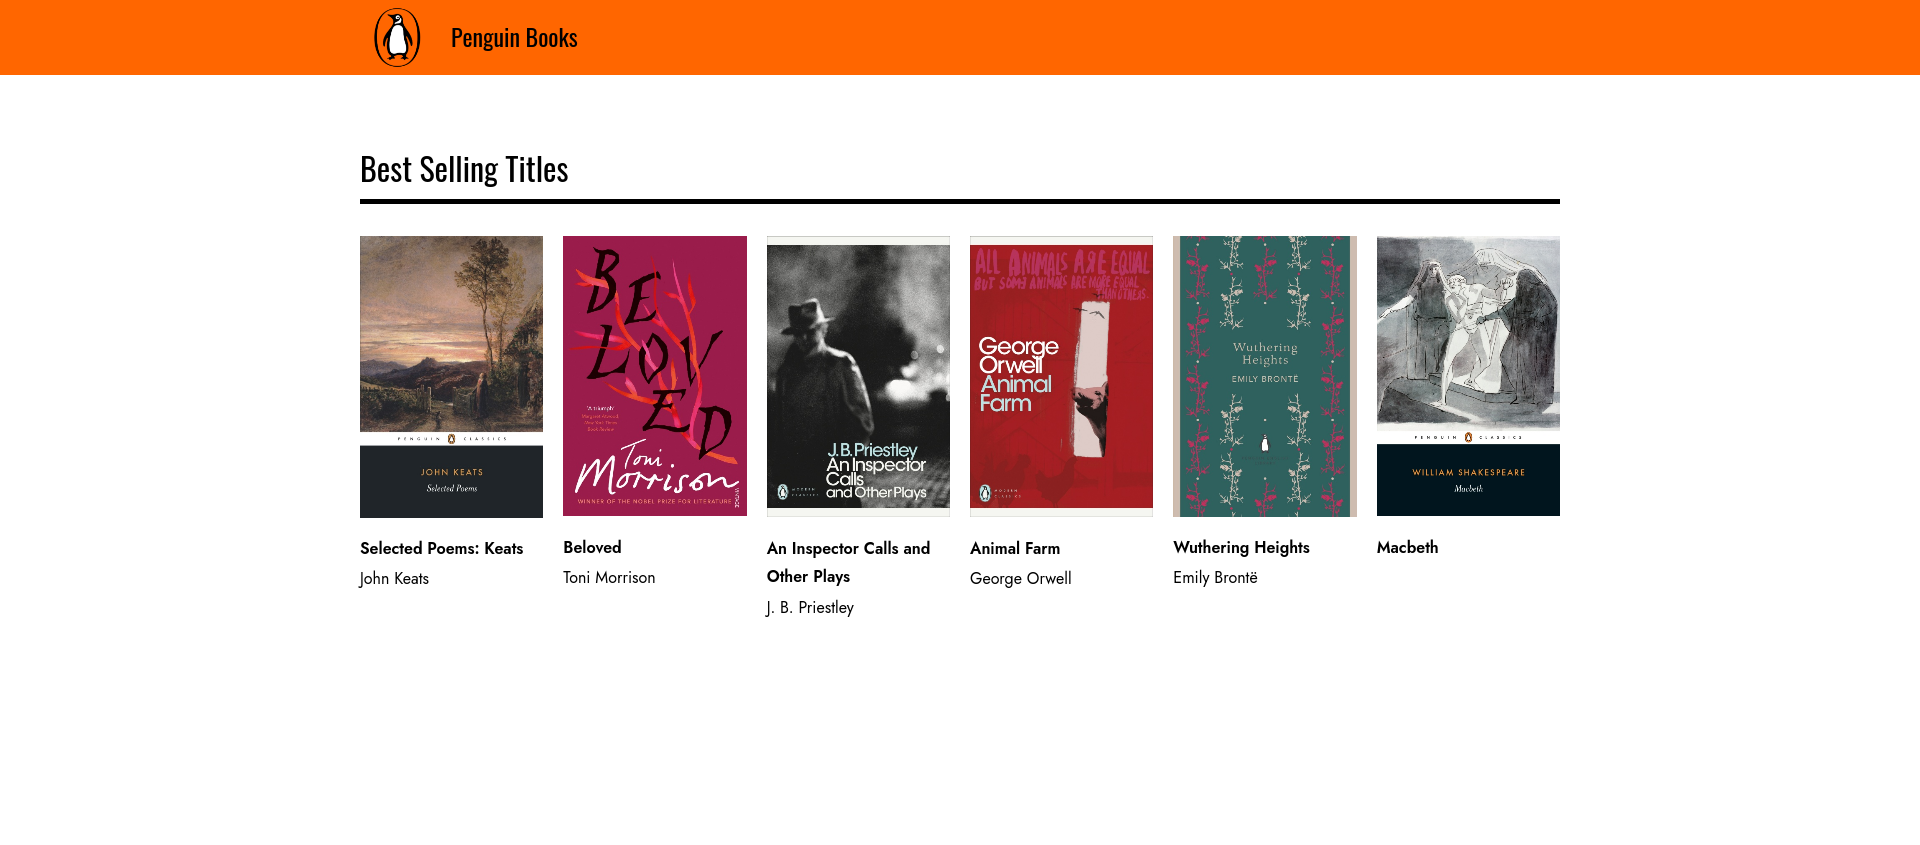 Penguin Books
Best Selling Titles
PENGUIN CLASSICS
JOHN KEATS
Selected Poems
Selected Poems: Keats
John Keats
BE
LOV
ED
'A triumph'
Toni
Morrison
WINNER OF THE NOBEL PRIZE FOR LITERATURE
Beloved
Toni Morrison
J.B. Priestley
An Inspector
Calls
and Other Plays
MODERN
CLASSICS
An Inspector Calls and
Other Plays
J. B. Priestley
ALL ANIMALS ARE EQUAL
BUT SOME ANIMALS ARE MORE EQUAL
THAN OTHERS.
George
Orwell
Animal
Farm
MODERN
CLASSICS
Animal Farm
George Orwell
Wuthering
Heights
EMILY BRONTË
Wuthering Heights
Emily Brontë
PENGUIN CLASSICS
WILLIAM SHAKESPEARE
Macbeth
Macbeth